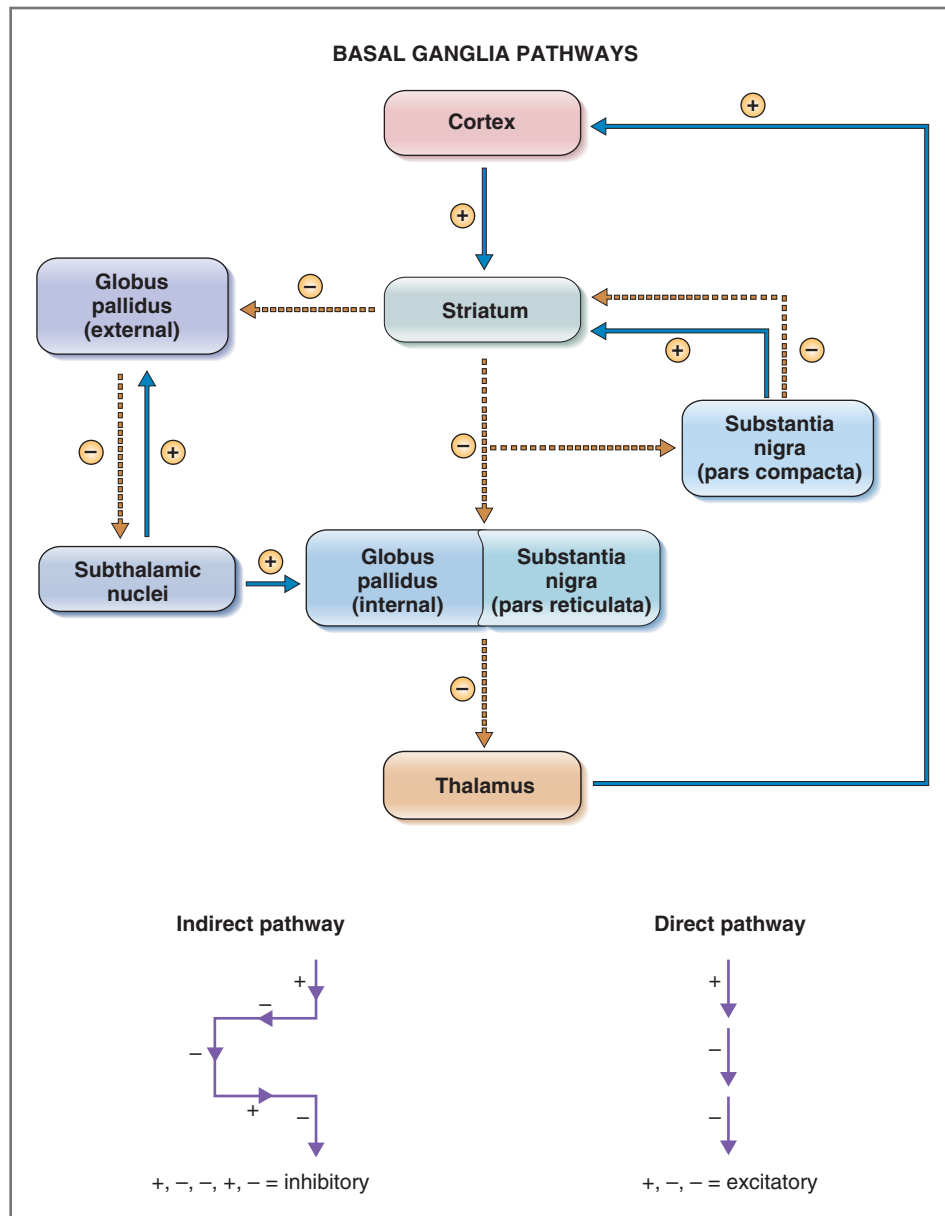 BASAL GANGLIA PATHWAYS
+
Cortex
+
Globus
pallidus
(external)
–
Striatum
+
–
–
+
–
Substantia
nigra
(pars compacta)
Subthalamic
nuclei
+
Globus
pallidus
(internal)
Substantia
nigra
(pars reticulata)
–
Thalamus
Indirect pathway
Direct pathway
+
–
–
+
–
+, –, –, +, – = inhibitory
+
–
–
+, –, – = excitatory